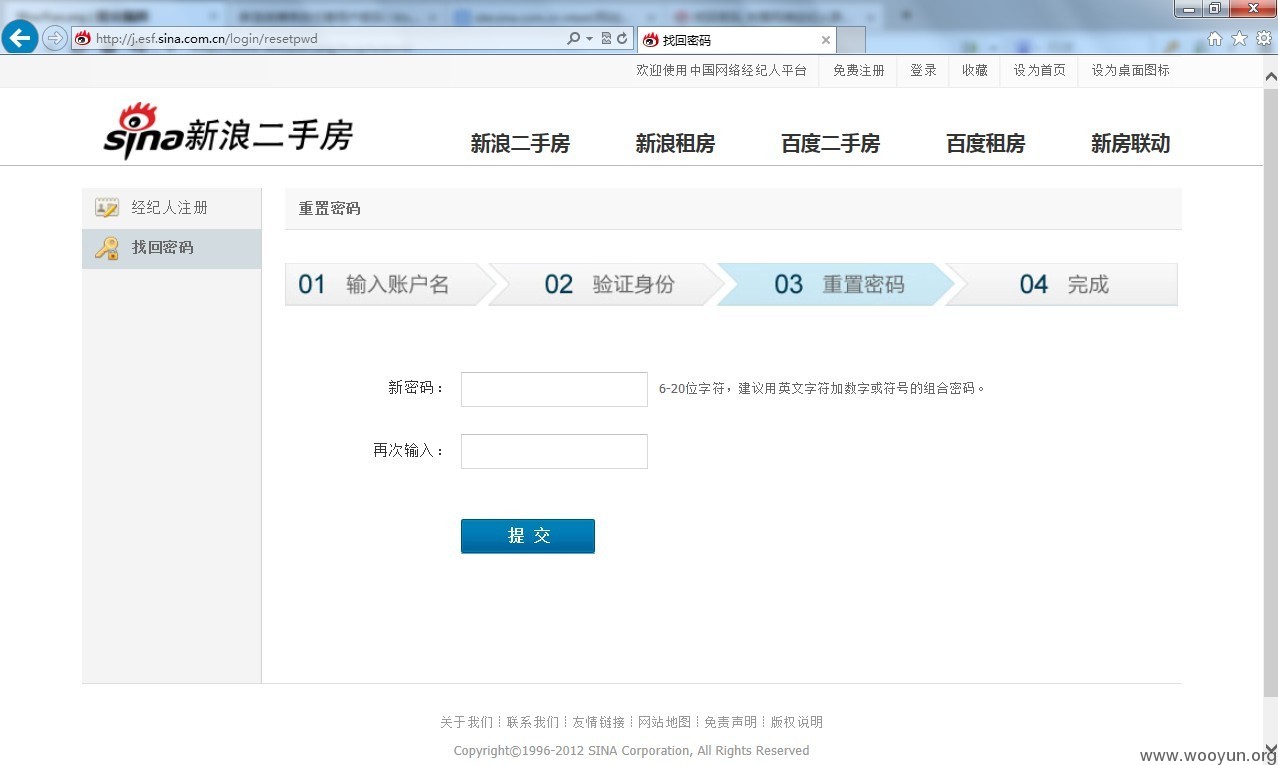 http://j.esf.sina.com.cn/login/resetpwd
找回密码
欢迎使用中国网络经纪人平台 免费注册 登录 收藏 设为首页 设为桌面图标
sina新浪二手房
新浪二手房 新浪租房 百度二手房 百度租房 新房联动
经纪人注册
找回密码
重置密码
01 输入账户名 02 验证身份 03 重置密码 04 完成
新密码： 6-20位字符，建议用英文字符加数字或符号的组合密码。
再次输入：
提 交
关于我们 联系我们 友情链接 网站地图 免责声明 版权说明
Copyright©1996-2012 SINA Corporation, All Rights Reserved
www.wooyun.org